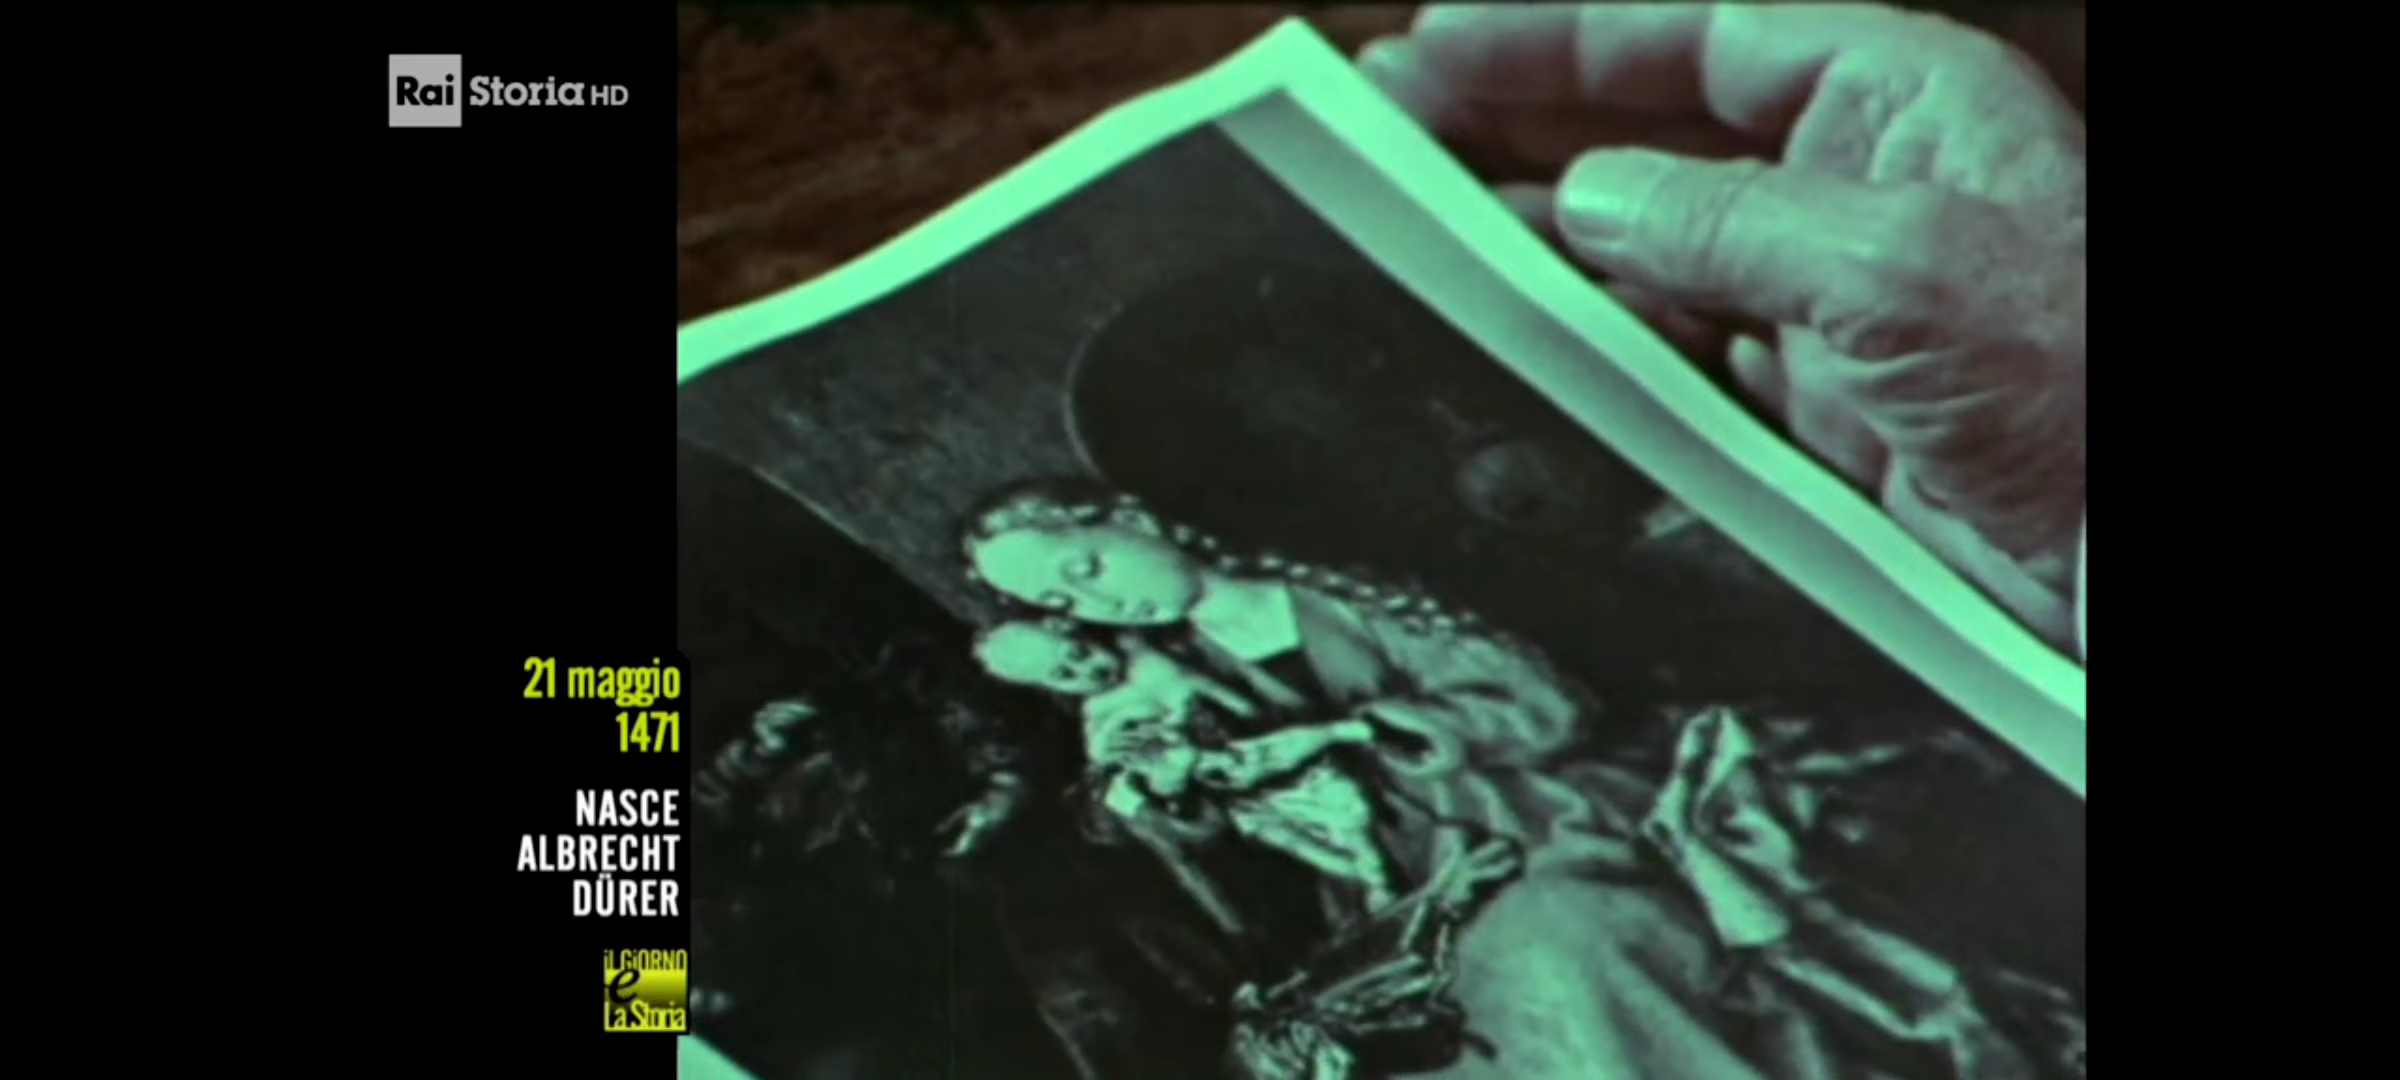 Rai Storia HD
21 maggio
1471
NASCE
ALBRECHT
DÜRER
iL GiORNO
e
La Storia